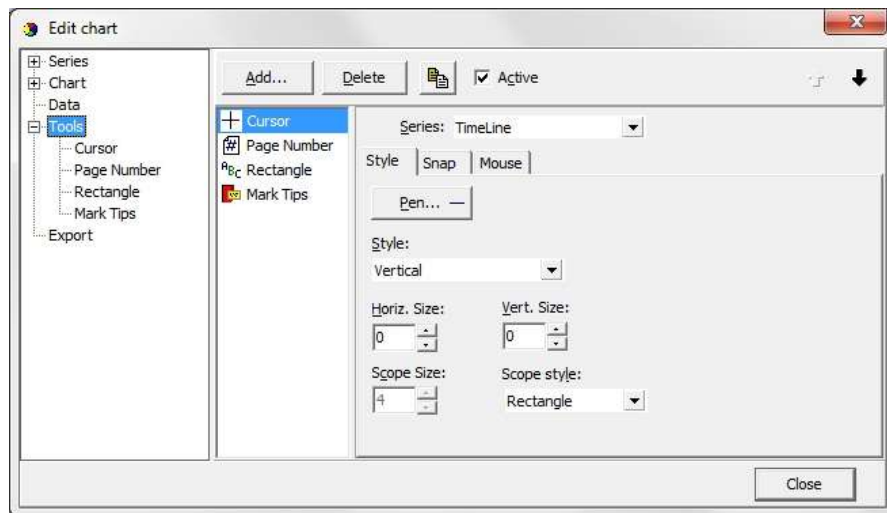 Edit chart
Series
Chart
Data
Tools
Cursor
Page Number
Rectangle
Mark Tips
Export
Add... Delete Active
Cursor
Page Number
ABC Rectangle
Mark Tips
Series: TimeLine
Style Snap Mouse
Pen...
Style:
Vertical
Horiz. Size: Vert. Size:
0 0
Scope Size: Scope style:
4 Rectangle
Close